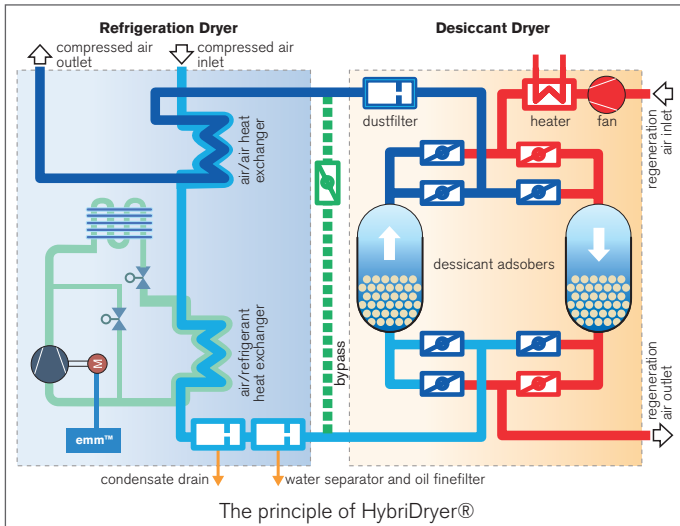 Refrigeration Dryer
Desiccant Dryer
compressed air
outlet
compressed air
inlet
air/air heat
exchanger
dustfilter
heater
fan
regeneration
air inlet
dessicant adsobers
air/refrigerant
heat exchanger
bypass
M
emm™
regeneration
air outlet
condensate drain
water separator and oil finefilter
The principle of HybriDryer®